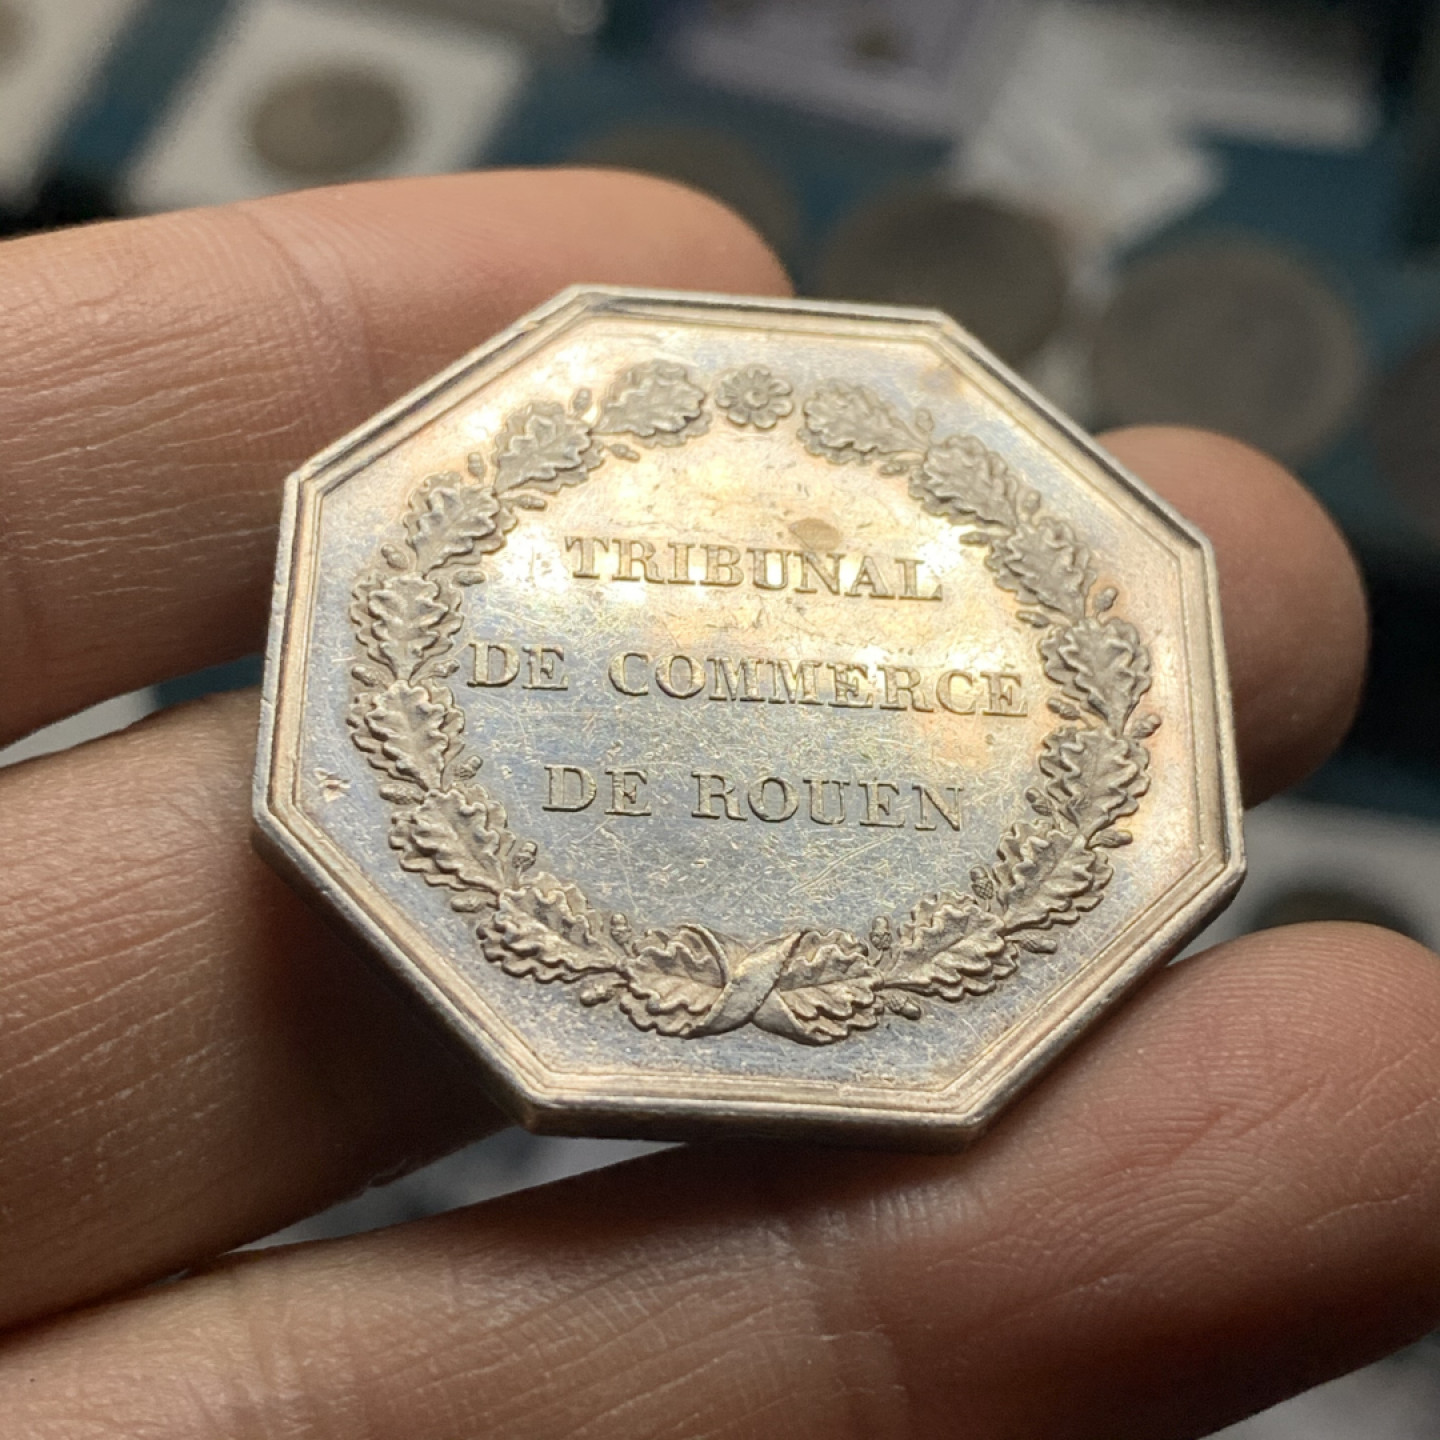 TRIBUNAL
DE COMMERCE
DE ROUEN